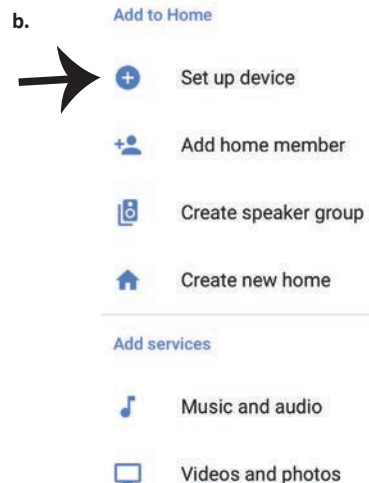 b.
Add to Home
Set up device
Add home member
Create speaker group
Create new home
Add services
Music and audio
Videos and photos